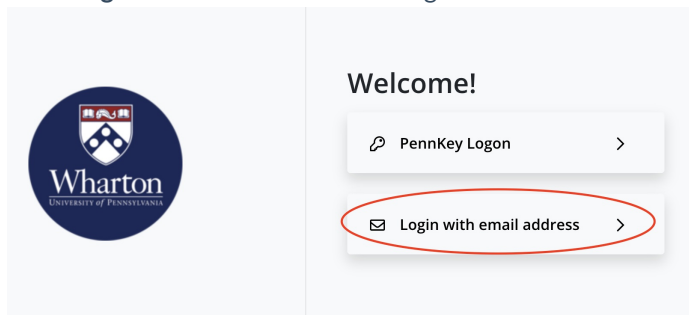 Wharton
UNIVERSITY of PENNSYLVANIA
Welcome!
PennKey Logon
Login with email address